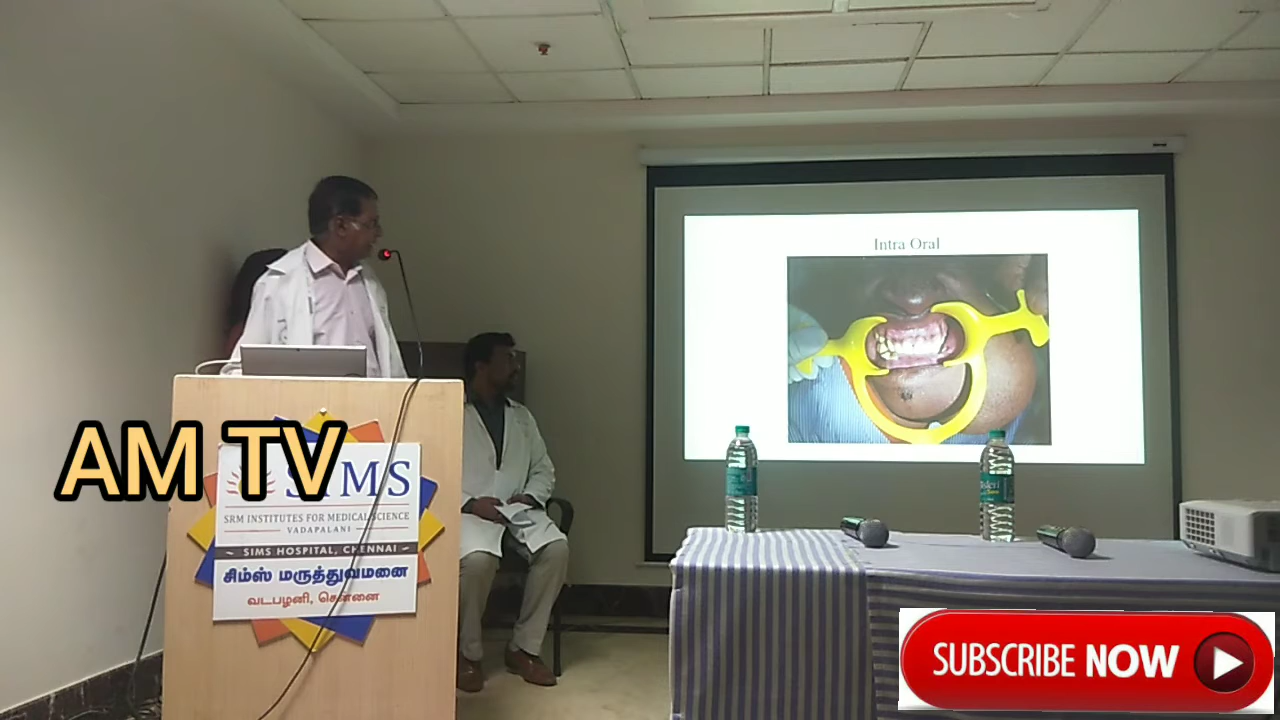 Intra Oral
AM TV
SIMS
SRM INSTITUTES FOR MEDICAL SCIENCE
VADAPALANI
SIMS HOSPITAL, CHENNAI
சிம்ஸ் மருத்துவமனை
வடபழனி, சென்னை
SUBSCRIBE NOW